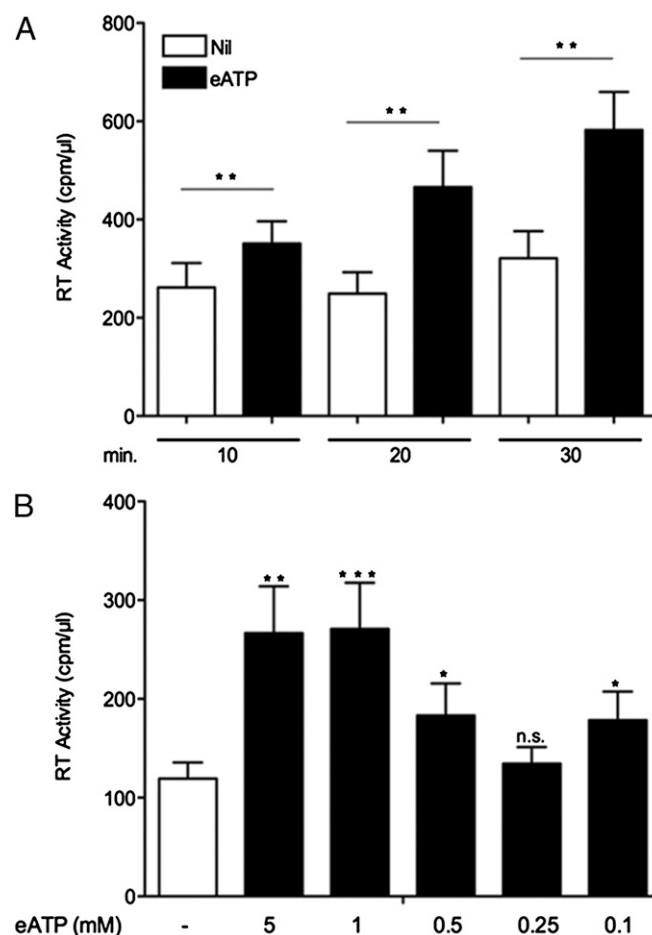 A
Nil
eATP
RT Activity (cpm/µl)
800
600
400
200
0
**
**
**
min.
10
20
30
B
RT Activity (cpm/µl)
400
300
200
100
0
**
***
*
n.s.
*
eATP (mM)
-
5
1
0.5
0.25
0.1